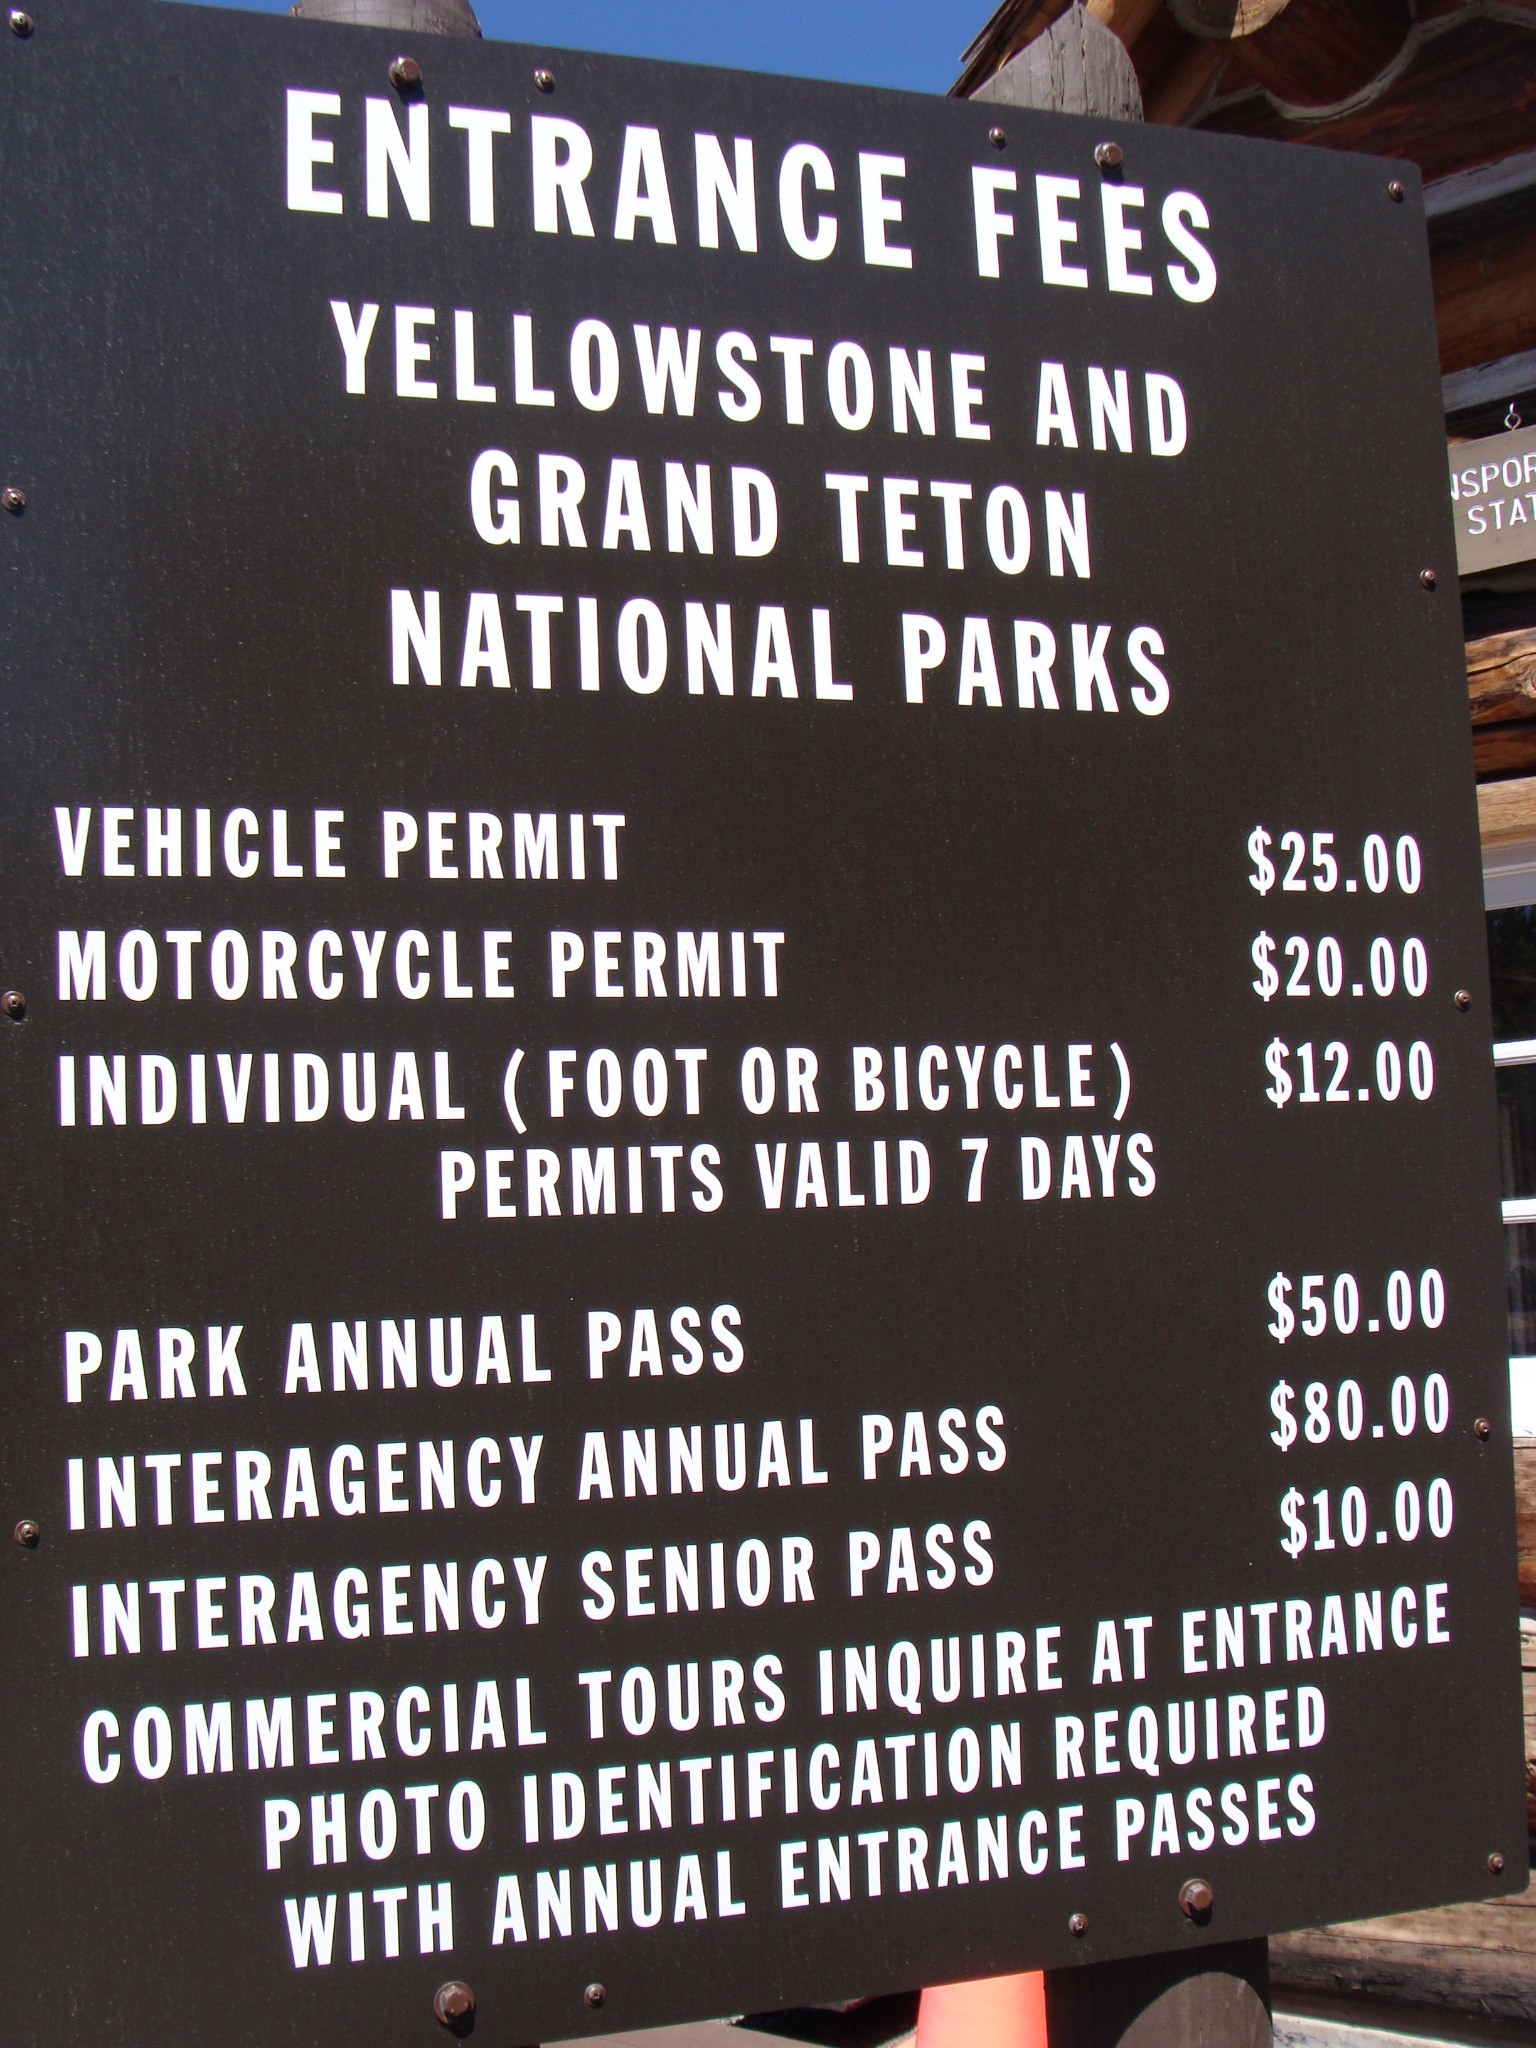 ENTRANCE FEES
YELLOWSTONE AND
GRAND TETON
NATIONAL PARKS
VEHICLE PERMIT $25.00
MOTORCYCLE PERMIT $20.00
INDIVIDUAL (FOOT OR BICYCLE) $12.00
PERMITS VALID 7 DAYS
PARK ANNUAL PASS $50.00
INTERAGENCY ANNUAL PASS $80.00
INTERAGENCY SENIOR PASS $10.00
COMMERCIAL TOURS INQUIRE AT ENTRANCE
PHOTO IDENTIFICATION REQUIRED
WITH ANNUAL ENTRANCE PASSES